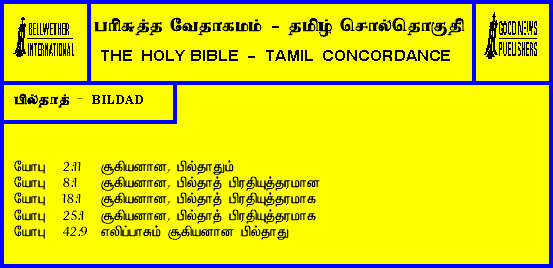 BELLWETHER
INTERNATIONAL
பரிசுத்த வேதாகமம் - தமிழ் சொல்தொகுதி
THE HOLY BIBLE - TAMIL CONCORDANCE
GOOD NEWS
PUBLISHERS
பில்தாத் - BILDAD
யோபு 2:11 சூகியனான, பில்தாதும்
யோபு 8:1 சூகியனான, பில்தாத் பிரதியுத்தரமான
யோபு 18:1 சூகியனான, பில்தாத் பிரதியுத்தரமாக
யோபு 25:1 சூகியனான, பில்தாத் பிரதியுத்தரமாக
யோபு 42:9 எலிப்பாசும் சூகியனான பில்தாது